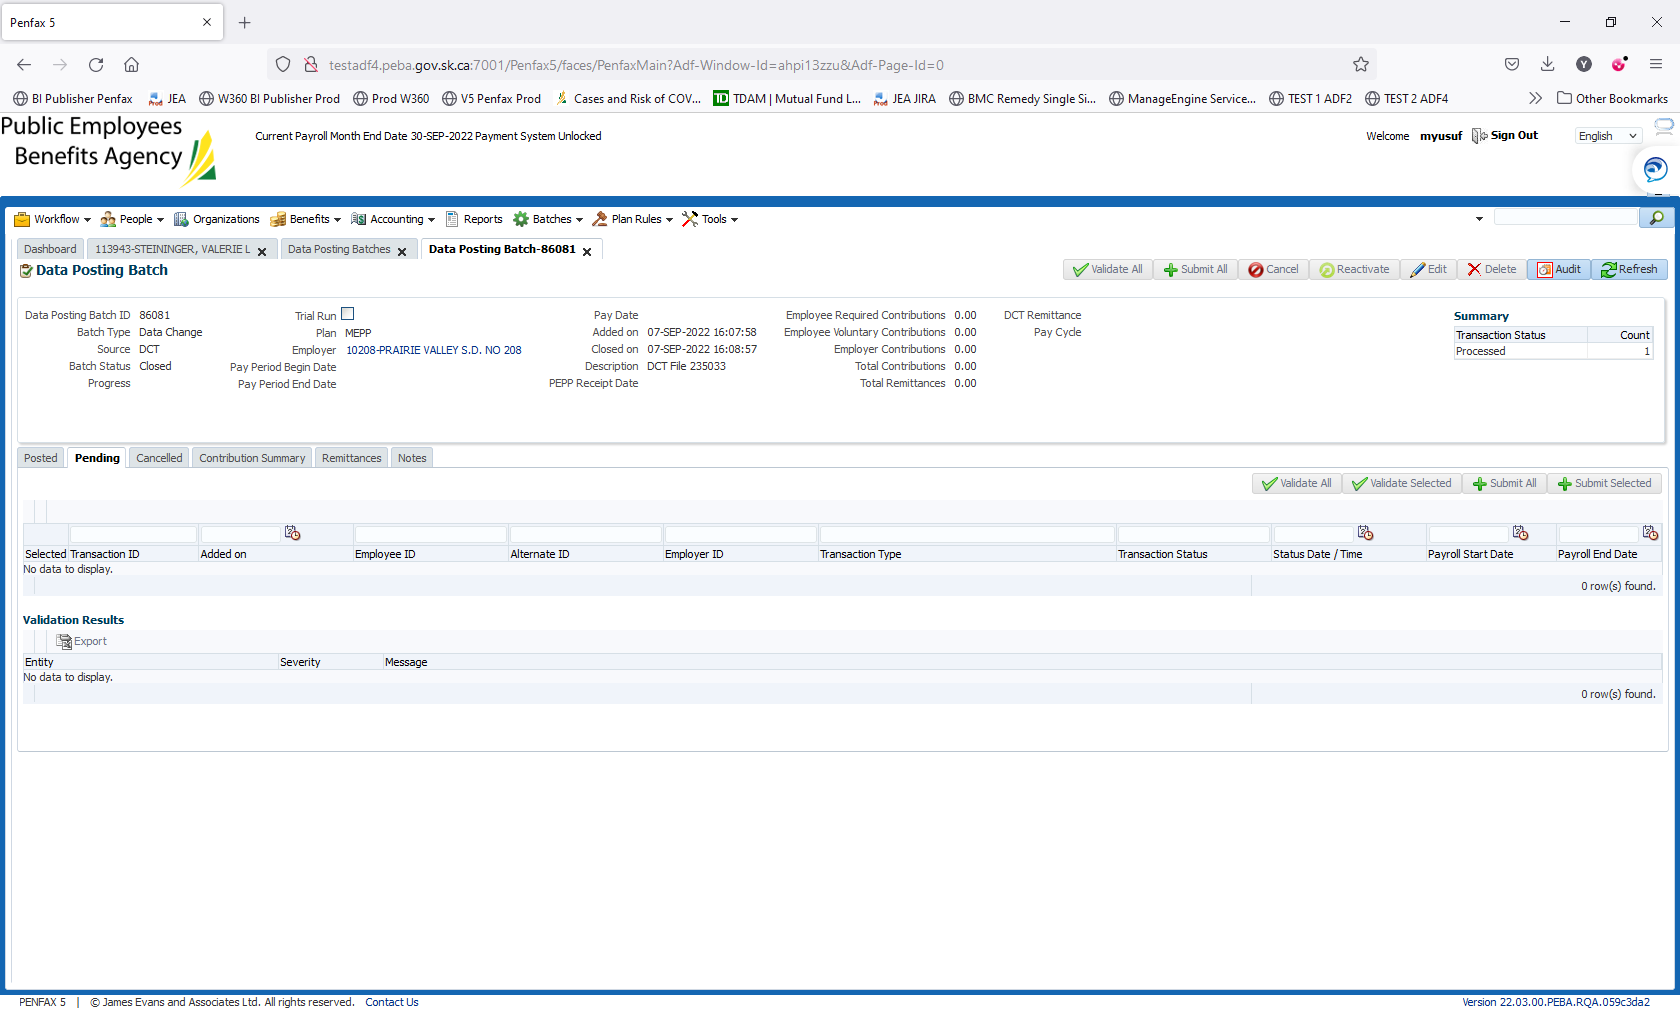 Penfax 5
testadf4.peba.gov.sk.ca:7001/Penfax5/faces/PenfaxMain?Adf-Window-Id=ahpi13zzu&Adf-Page-Id=0
BI Publisher Penfax JEA W360 BI Publisher Prod Prod W360 V5 Penfax Prod Cases and Risk of COV... TDAM | Mutual Fund L... JEA JIRA BMC Remedy Single Si... ManageEngine Service... TEST 1 ADF2 TEST 2 ADF4 Other Bookmarks
Public Employees
Benefits Agency
Current Payroll Month End Date 30-SEP-2022 Payment System Unlocked
Welcome myusuf Sign Out English
Workflow People Organizations Benefits Accounting Reports Batches Plan Rules Tools
Dashboard 113943-STEININGER, VALERIE L Data Posting Batches Data Posting Batch-86081
Data Posting Batch
Validate All Submit All Cancel Reactivate Edit Delete Audit Refresh
Data Posting Batch ID 86081
Batch Type Data Change
Source DCT
Batch Status Closed
Progress
Trial Run
Plan MEPP
Employer 10208-PRAIRIE VALLEY S.D. NO 208
Pay Period Begin Date
Pay Period End Date
Pay Date
Added on 07-SEP-2022 16:07:58
Closed on 07-SEP-2022 16:08:57
Description DCT File 235033
PEPP Receipt Date
Employee Required Contributions 0.00
Employee Voluntary Contributions 0.00
Employer Contributions 0.00
Total Contributions 0.00
Total Remittances 0.00
DCT Remittance
Pay Cycle
Summary
Transaction Status Count
Processed 1
Posted Pending Cancelled Contribution Summary Remittances Notes
Validate All Validate Selected Submit All Submit Selected
Selected Transaction ID Added on Employee ID Alternate ID Employer ID Transaction Type Transaction Status Status Date / Time Payroll Start Date Payroll End Date
No data to display.
0 row(s) found.
Validation Results
Export
Entity Severity Message
No data to display.
0 row(s) found.
PENFAX 5 | © James Evans and Associates Ltd. All rights reserved. Contact Us
Version 22.03.00.PEBA.RQA.059c3da2